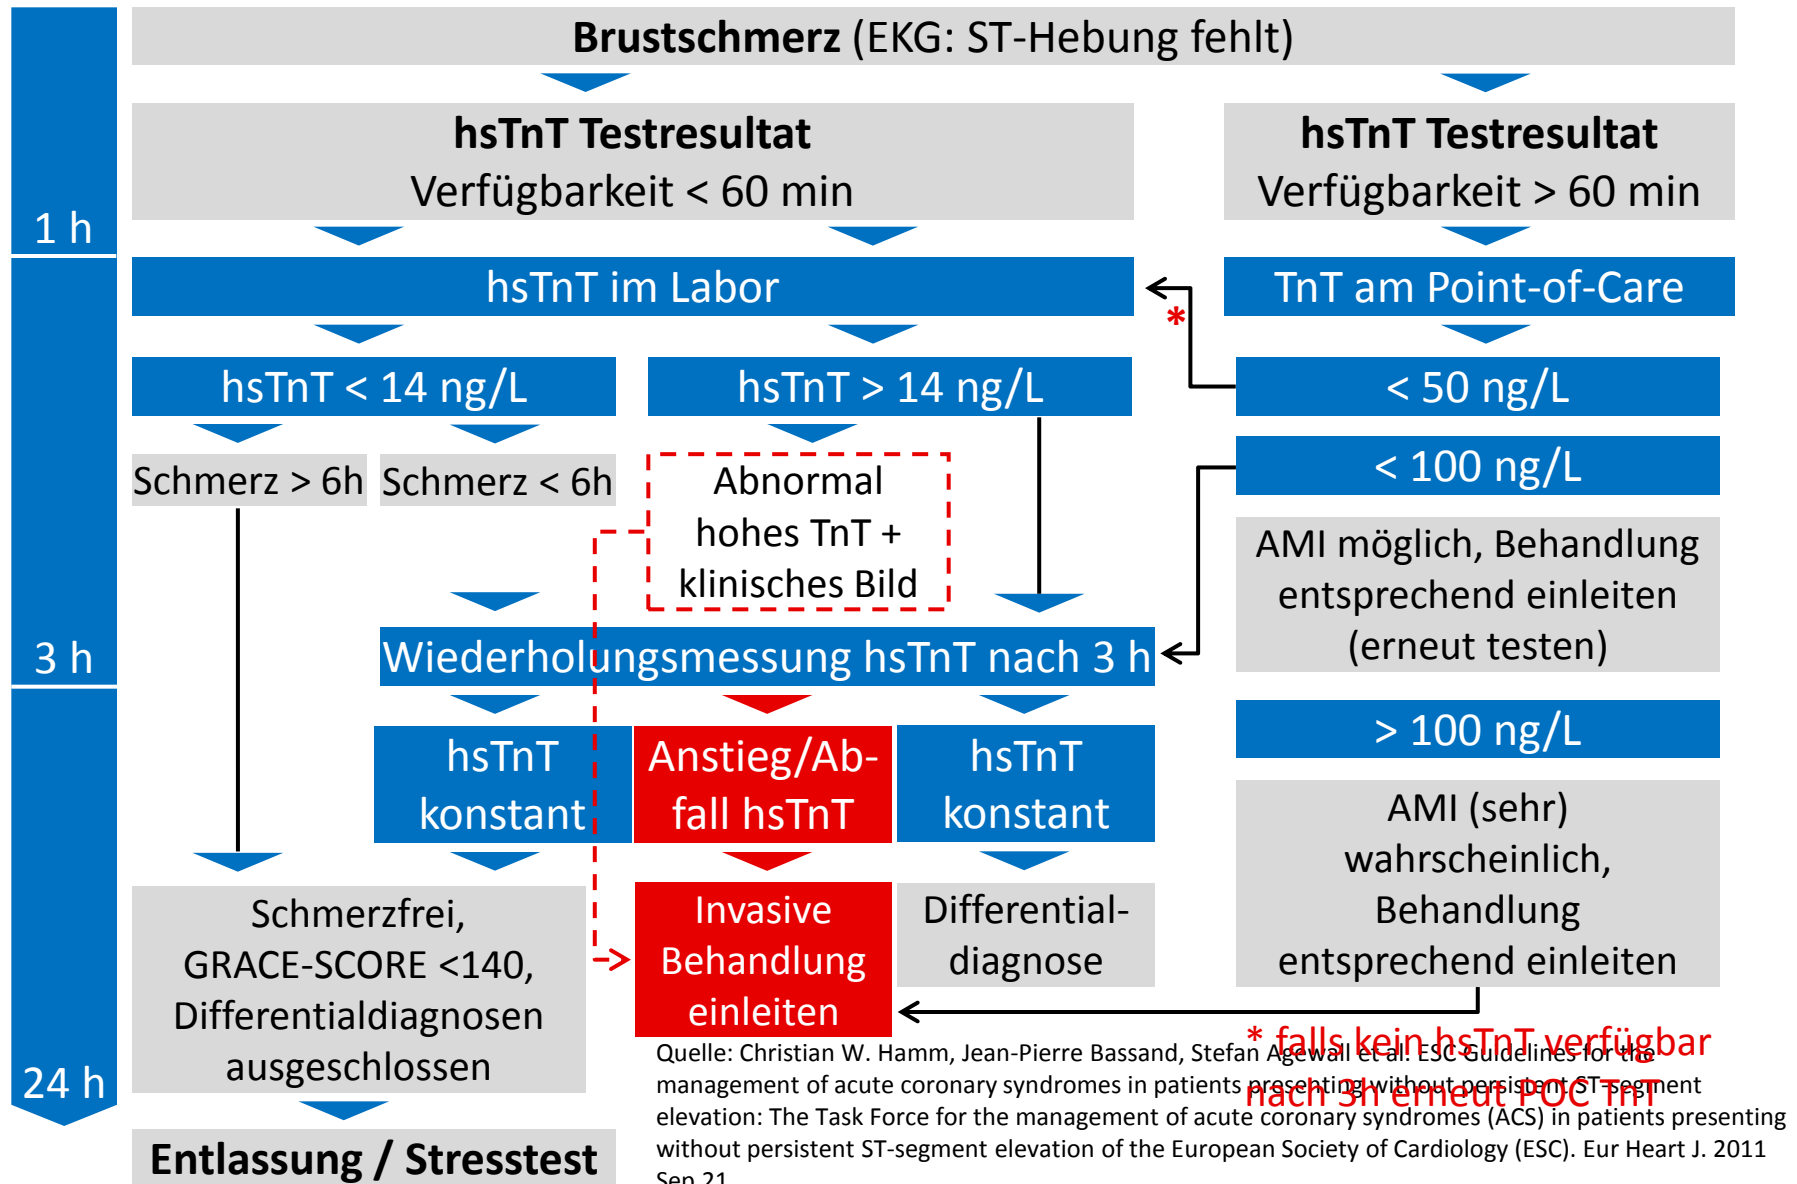 Brustschmerz (EKG: ST-Hebung fehlt)
hsTnT Testresultat
Verfügbarkeit < 60 min
hsTnT Testresultat
Verfügbarkeit > 60 min
1 h
hsTnT im Labor
TnT am Point-of-Care
*
hsTnT < 14 ng/L
hsTnT > 14 ng/L
< 50 ng/L
Schmerz > 6h
Schmerz < 6h
Abnormal
hohes TnT +
klinisches Bild
< 100 ng/L
AMI möglich, Behandlung
entsprechend einleiten
(erneut testen)
3 h
Wiederholungsmessung hsTnT nach 3 h
> 100 ng/L
hsTnT
konstant
Anstieg/Ab-
fall hsTnT
hsTnT
konstant
AMI (sehr)
wahrscheinlich,
Behandlung
entsprechend einleiten
Schmerzfrei,
GRACE-SCORE <140,
Differentialdiagnosen
ausgeschlossen
Invasive
Behandlung
einleiten
Differential-
diagnose
24 h
* falls kein hsTnT verfügbar
nach 3h erneut POC TnT
Quelle: Christian W. Hamm, Jean-Pierre Bassand, Stefan Agewall et al. ESC Guidelines for the
management of acute coronary syndromes in patients presenting without persistent ST-segment
elevation: The Task Force for the management of acute coronary syndromes (ACS) in patients presenting
without persistent ST-segment elevation of the European Society of Cardiology (ESC). Eur Heart J. 2011
Sep 21
Entlassung / Stresstest